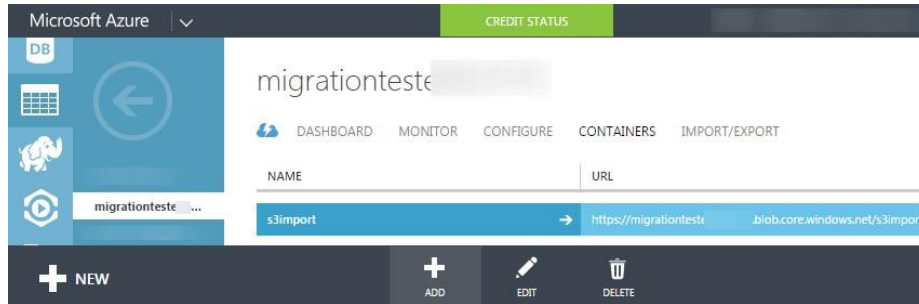 Microsoft Azure
CREDIT STATUS
DB
migrationteste
DASHBOARD MONITOR CONFIGURE CONTAINERS IMPORT/EXPORT
NAME URL
migrationteste ...
s3import https://migrationteste .blob.core.windows.net/s3impor
NEW
ADD EDIT DELETE